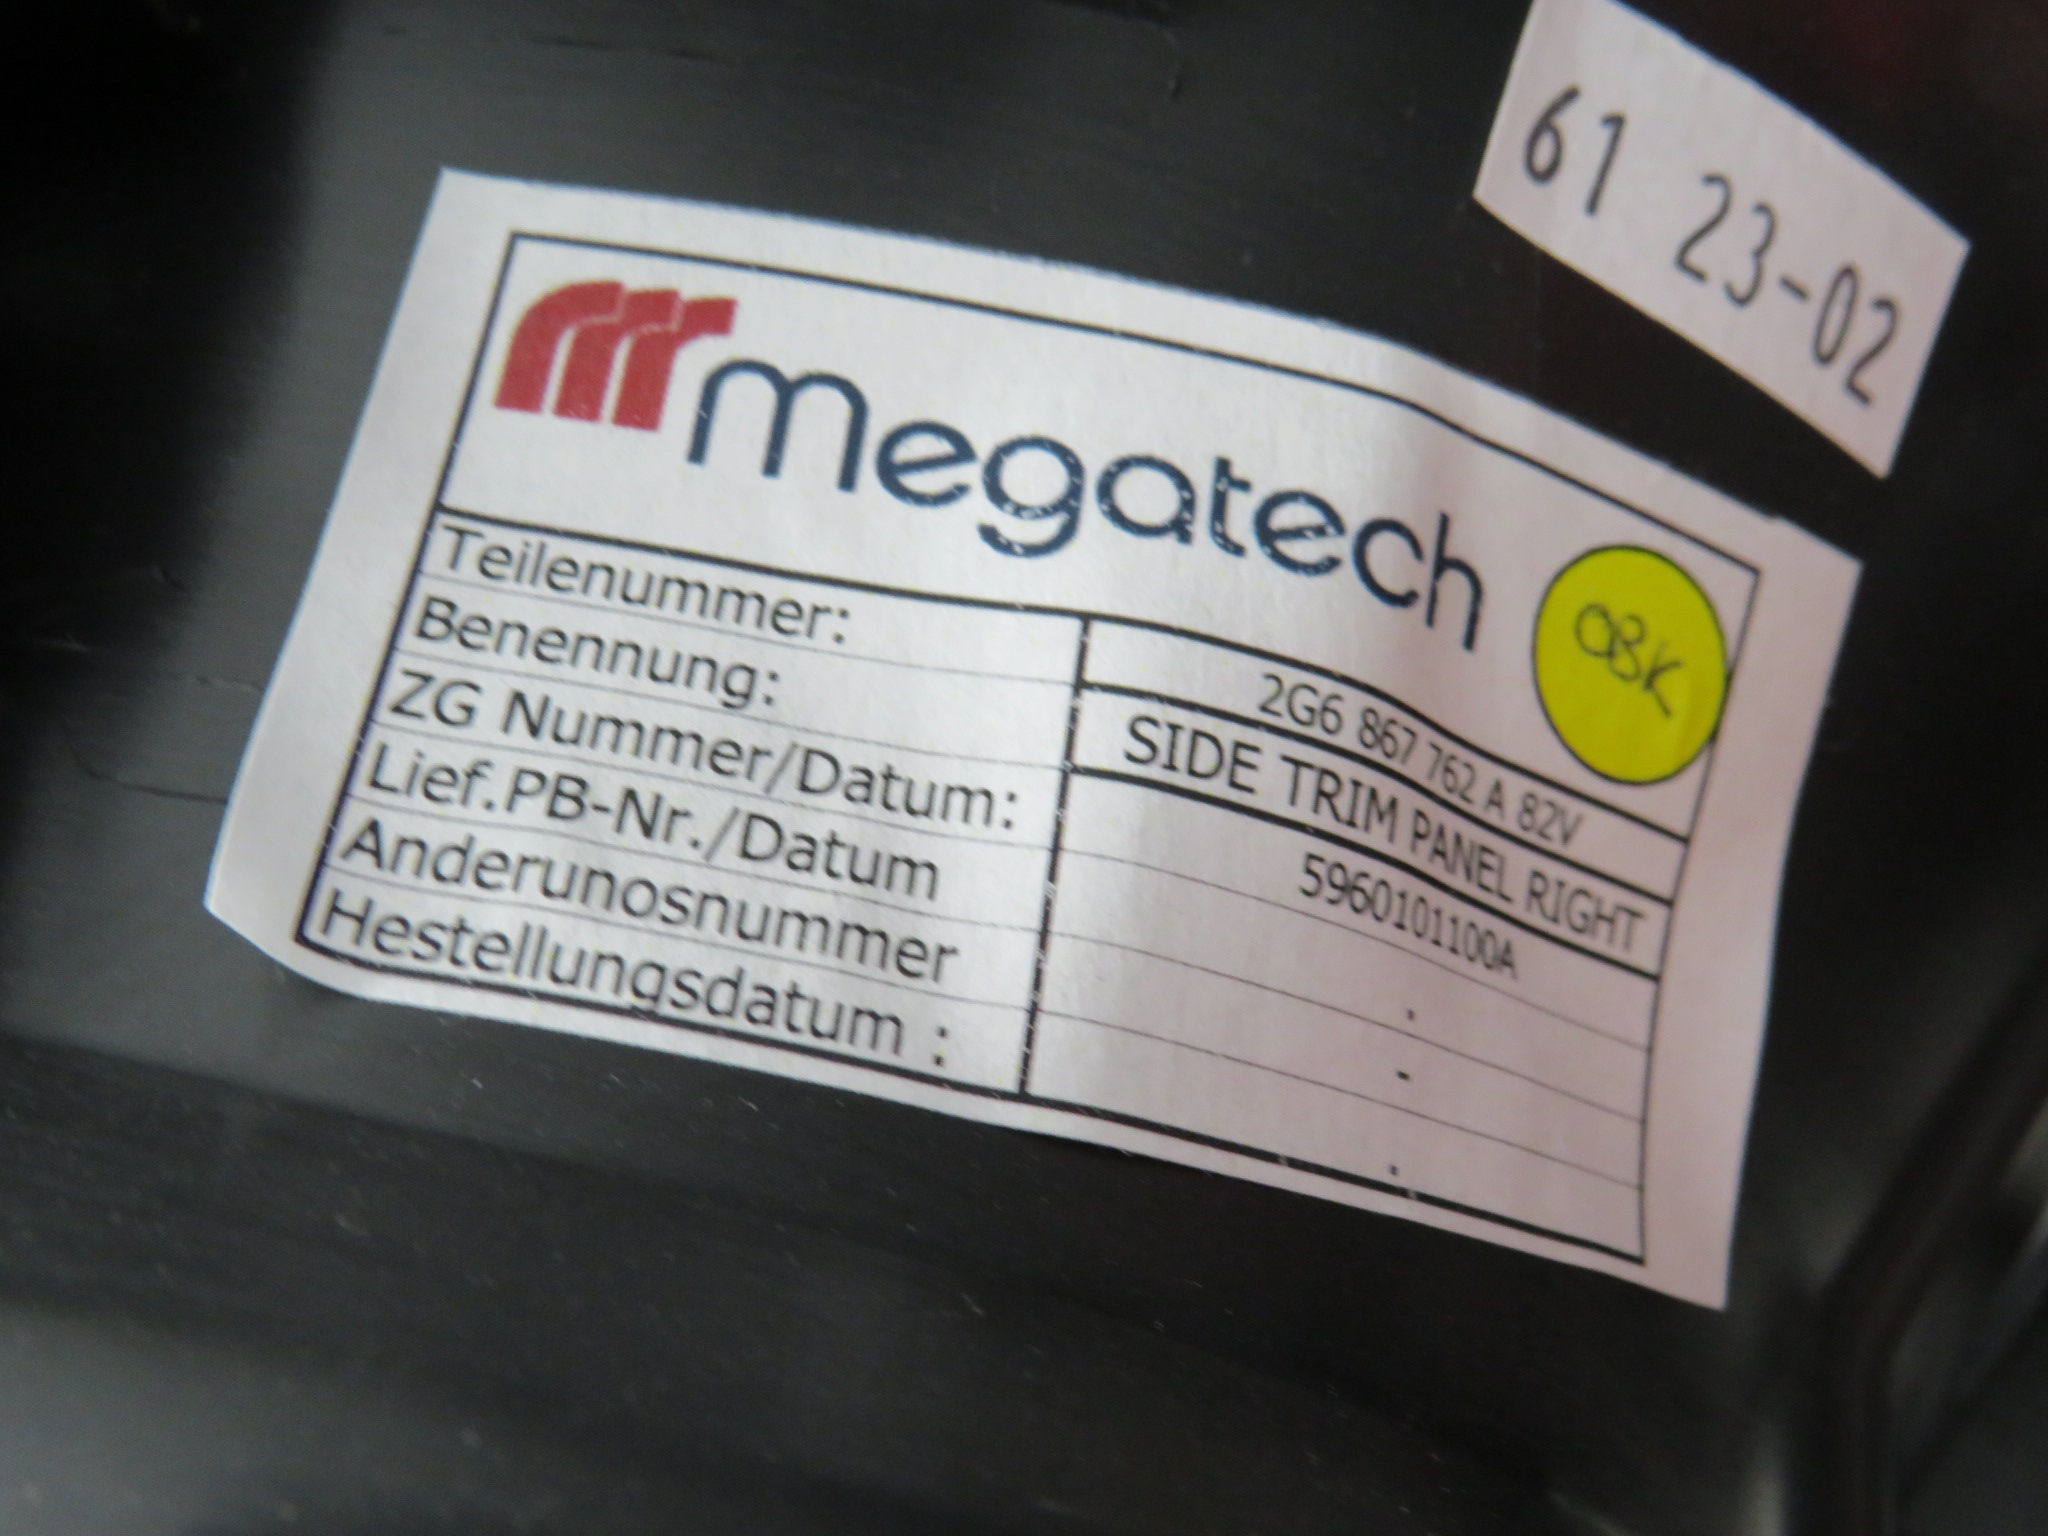 61 23-02
megatech
OBK
Teilenummer: 2G6 867 762 A 82V
Benennung: SIDE TRIM PANEL RIGHT
ZG Nummer/Datum: 5960101100A
Lief.PB-Nr./Datum .
Anderunosnummer -
Hestellungsdatum : .